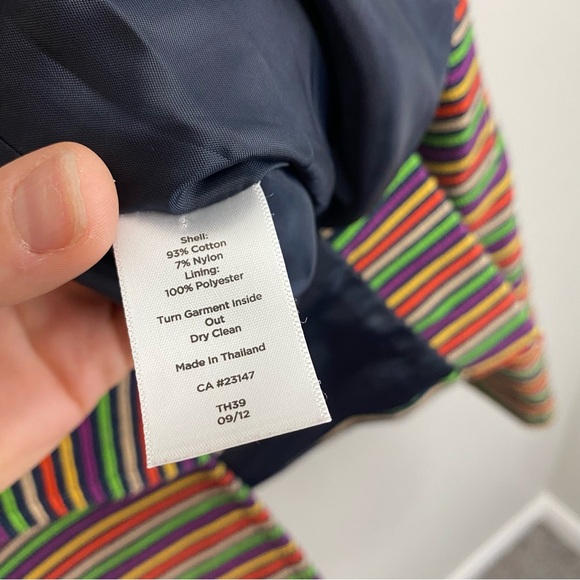 Shell:
93% Cotton
7% Nylon
Lining:
100% Polyester
Turn Garment Inside
Out
Dry Clean
Made in Thailand
CA #23147
TH39
09/12